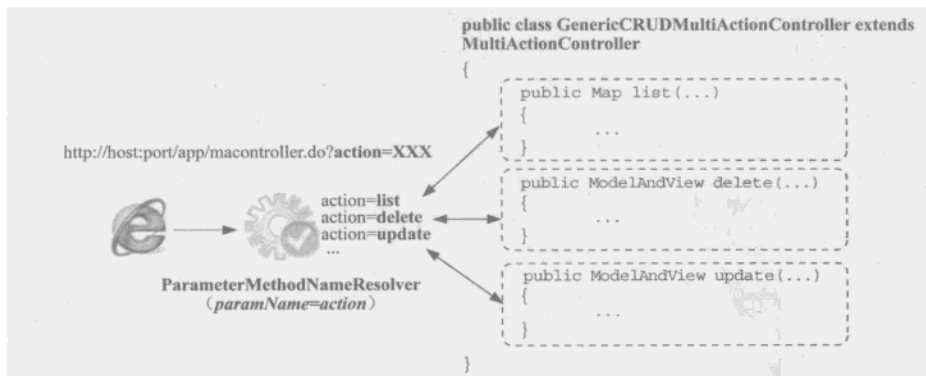 public class GenericCRUDMultiActionController extends
MultiActionController
{
public Map list(...)
{
...
}
http://host:port/app/macontroller.do?action=XXX
public ModelAndView delete(...)
{
...
}
action=list
action=delete
action=update
...
ParameterMethodNameResolver
（paramName=action）
public ModelAndView update(...)
{
...
}
}